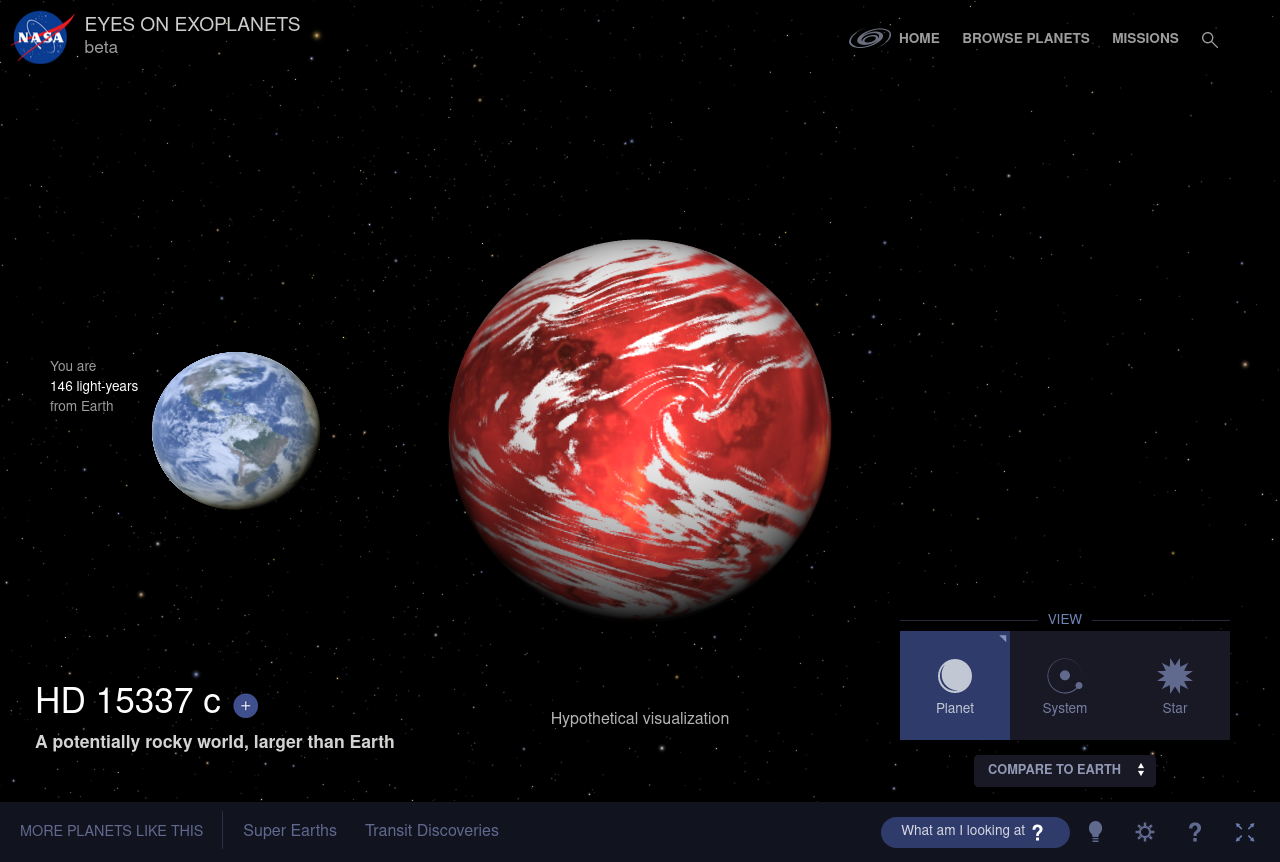 NASA
EYES ON EXOPLANETS
beta
HOME
BROWSE PLANETS
MISSIONS
You are
146 light-years
from Earth
HD 15337 c +
A potentially rocky world, larger than Earth
Hypothetical visualization
VIEW
Planet
System
Star
COMPARE TO EARTH
MORE PLANETS LIKE THIS
Super Earths
Transit Discoveries
What am I looking at ?
?